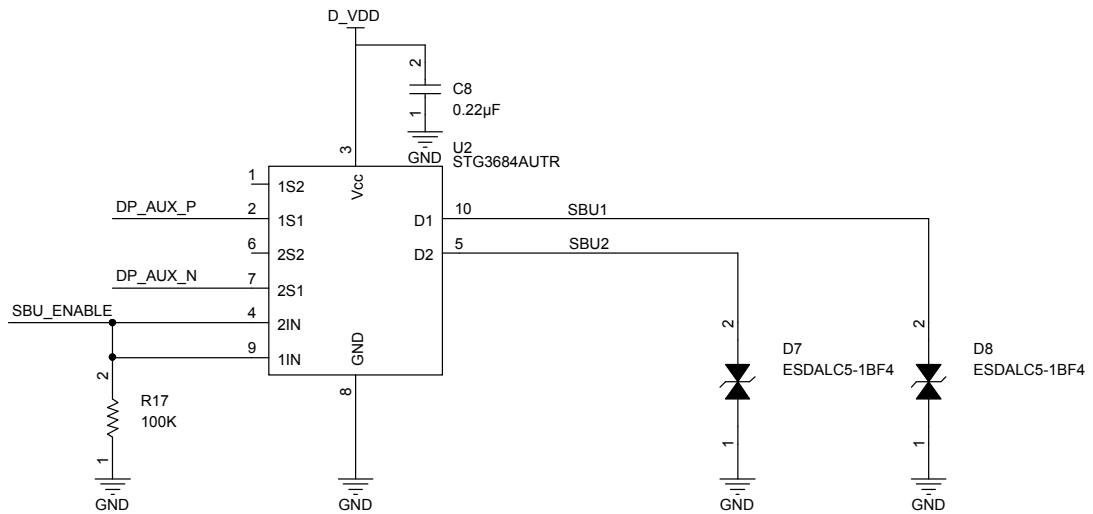 D_VDD
2
C8
0.22µF
1
GND
U2
STG3684AUTR
3
Vcc
1
1S2
DP_AUX_P
2
1S1
D1
10
SBU1
6
2S2
D2
5
SBU2
DP_AUX_N
7
2S1
SBU_ENABLE
4
2IN
9
1IN
GND
8
GND
2
R17
100K
1
GND
2
D7
ESDALC5-1BF4
1
GND
2
D8
ESDALC5-1BF4
1
GND